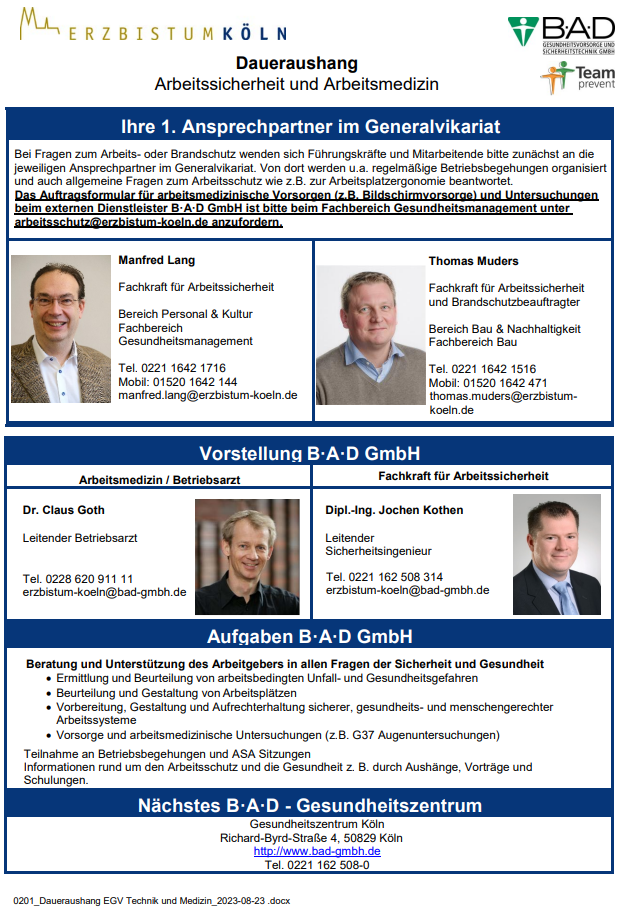 ERZBISTUM KÖLN
B·A·D
GESUNDHEITSVORSORGE UND
SICHERHEITSTECHNIK GMBH
Team
prevent
Daueraushang
Arbeitssicherheit und Arbeitsmedizin
Ihre 1. Ansprechpartner im Generalvikariat
Bei Fragen zum Arbeits- oder Brandschutz wenden sich Führungskräfte und Mitarbeitende bitte zunächst an die
jeweiligen Ansprechpartner im Generalvikariat. Von dort werden u.a. regelmäßige Betriebsbegehungen organisiert
und auch allgemeine Fragen zum Arbeitsschutz wie z.B. zur Arbeitsplatzergonomie beantwortet.
Das Auftragsformular für arbeitsmedizinische Vorsorgen (z.B. Bildschirmvorsorge) und Untersuchungen
beim externen Dienstleister B·A·D GmbH ist bitte beim Fachbereich Gesundheitsmanagement unter
arbeitsschutz@erzbistum-koeln.de anzufordern.
Manfred Lang
Fachkraft für Arbeitssicherheit
Bereich Personal & Kultur
Fachbereich
Gesundheitsmanagement
Tel. 0221 1642 1716
Mobil: 01520 1642 144
manfred.lang@erzbistum-koeln.de
Thomas Muders
Fachkraft für Arbeitssicherheit
und Brandschutzbeauftragter
Bereich Bau & Nachhaltigkeit
Fachbereich Bau
Tel. 0221 1642 1516
Mobil: 01520 1642 471
thomas.muders@erzbistum-
koeln.de
Vorstellung B·A·D GmbH
Arbeitsmedizin / Betriebsarzt
Fachkraft für Arbeitssicherheit
Dr. Claus Goth
Leitender Betriebsarzt
Tel. 0228 620 911 11
erzbistum-koeln@bad-gmbh.de
Dipl.-Ing. Jochen Kothen
Leitender
Sicherheitsingenieur
Tel. 0221 162 508 314
erzbistum-koeln@bad-gmbh.de
Aufgaben B·A·D GmbH
Beratung und Unterstützung des Arbeitgebers in allen Fragen der Sicherheit und Gesundheit
• Ermittlung und Beurteilung von arbeitsbedingten Unfall- und Gesundheitsgefahren
• Beurteilung und Gestaltung von Arbeitsplätzen
• Vorbereitung, Gestaltung und Aufrechterhaltung sicherer, gesundheits- und menschengerechter
Arbeitssysteme
• Vorsorge und arbeitsmedizinische Untersuchungen (z.B. G37 Augenuntersuchungen)
Teilnahme an Betriebsbegehungen und ASA Sitzungen
Informationen rund um den Arbeitsschutz und die Gesundheit z. B. durch Aushänge, Vorträge und
Schulungen.
Nächstes B·A·D - Gesundheitszentrum
Gesundheitszentrum Köln
Richard-Byrd-Straße 4, 50829 Köln
http://www.bad-gmbh.de
Tel. 0221 162 508-0
0201_Daueraushang EGV Technik und Medizin_2023-08-23 .docx